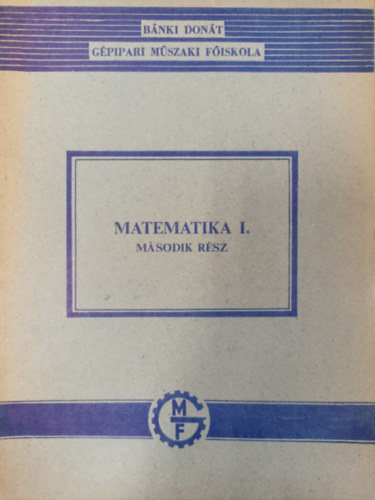 BÁNKI DONÁT
GÉPIPARI MŰSZAKI FŐISKOLA
MATEMATIKA I.
MÁSODIK RÉSZ
M
G
F